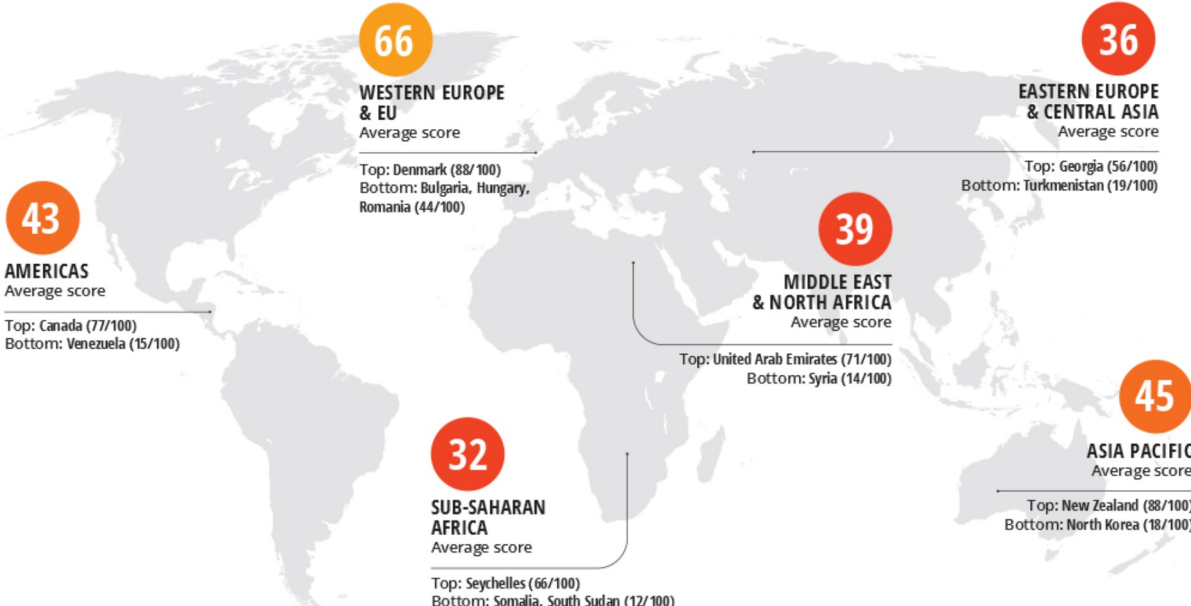 66
WESTERN EUROPE
& EU
Average score
Top: Denmark (88/100)
Bottom: Bulgaria, Hungary,
Romania (44/100)
36
EASTERN EUROPE
& CENTRAL ASIA
Average score
Top: Georgia (56/100)
Bottom: Turkmenistan (19/100)
43
AMERICAS
Average score
Top: Canada (77/100)
Bottom: Venezuela (15/100)
39
MIDDLE EAST
& NORTH AFRICA
Average score
Top: United Arab Emirates (71/100)
Bottom: Syria (14/100)
32
SUB-SAHARAN
AFRICA
Average score
Top: Seychelles (66/100)
Bottom: Somalia, South Sudan (12/100)
45
ASIA PACIFIC
Average score
Top: New Zealand (88/100)
Bottom: North Korea (18/100)